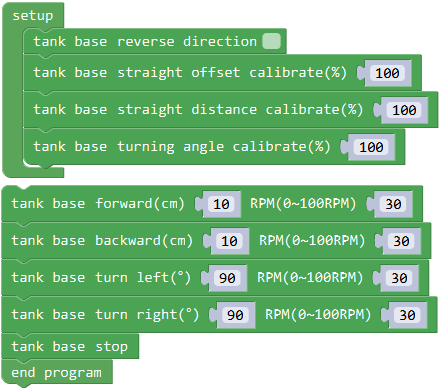 setup
tank base reverse direction
tank base straight offset calibrate(%) 100
tank base straight distance calibrate(%) 100
tank base turning angle calibrate(%) 100
tank base forward(cm) 10 RPM(0~100RPM) 30
tank base backward(cm) 10 RPM(0~100RPM) 30
tank base turn left(°) 90 RPM(0~100RPM) 30
tank base turn right(°) 90 RPM(0~100RPM) 30
tank base stop
end program